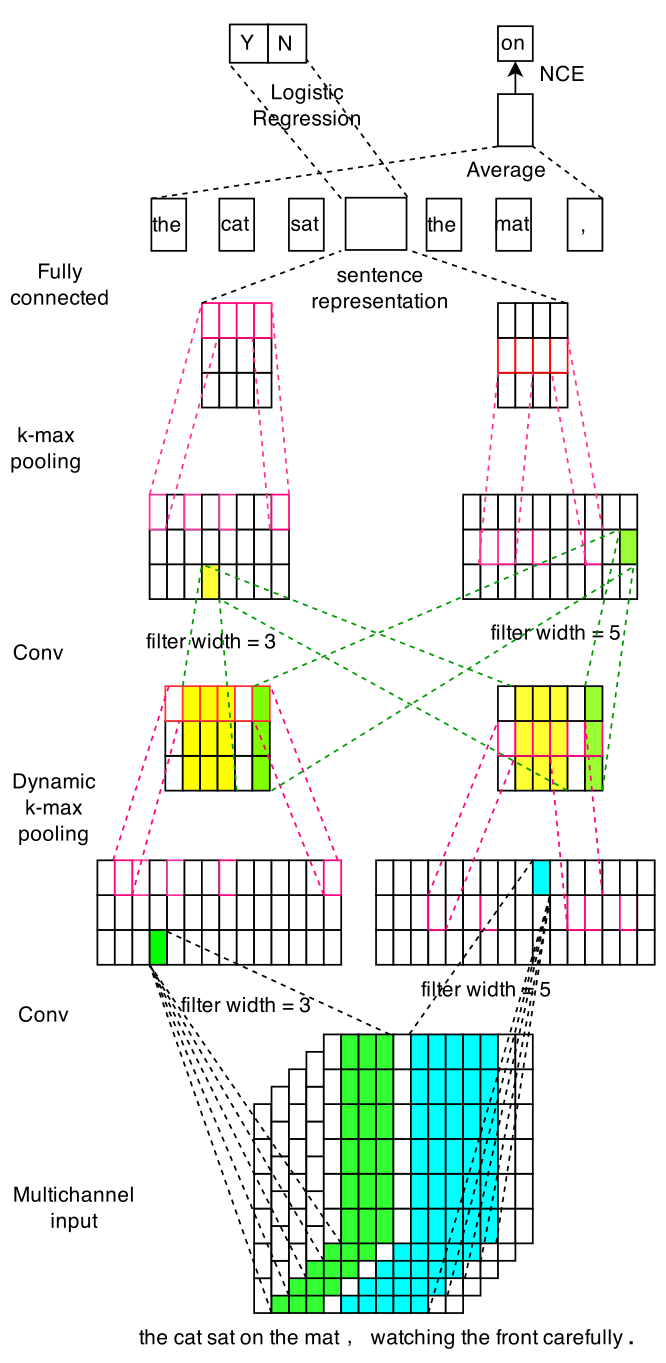 Y N
on
NCE
Logistic
Regression
Average
the cat sat the mat ,
Fully
connected
sentence
representation
k-max
pooling
filter width = 3
filter width = 5
Conv
Dynamic
k-max
pooling
filter width = 3
filter width = 5
Conv
Multichannel
input
the cat sat on the mat , watching the front carefully .